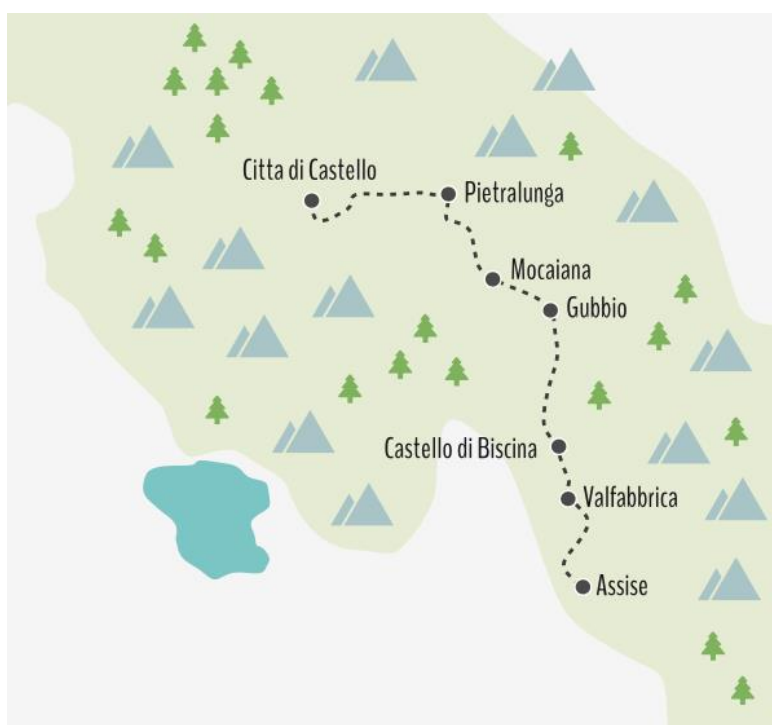 Citta di Castello
Pietralunga
Mocaiana
Gubbio
Castello di Biscina
Valfabbrica
Assise